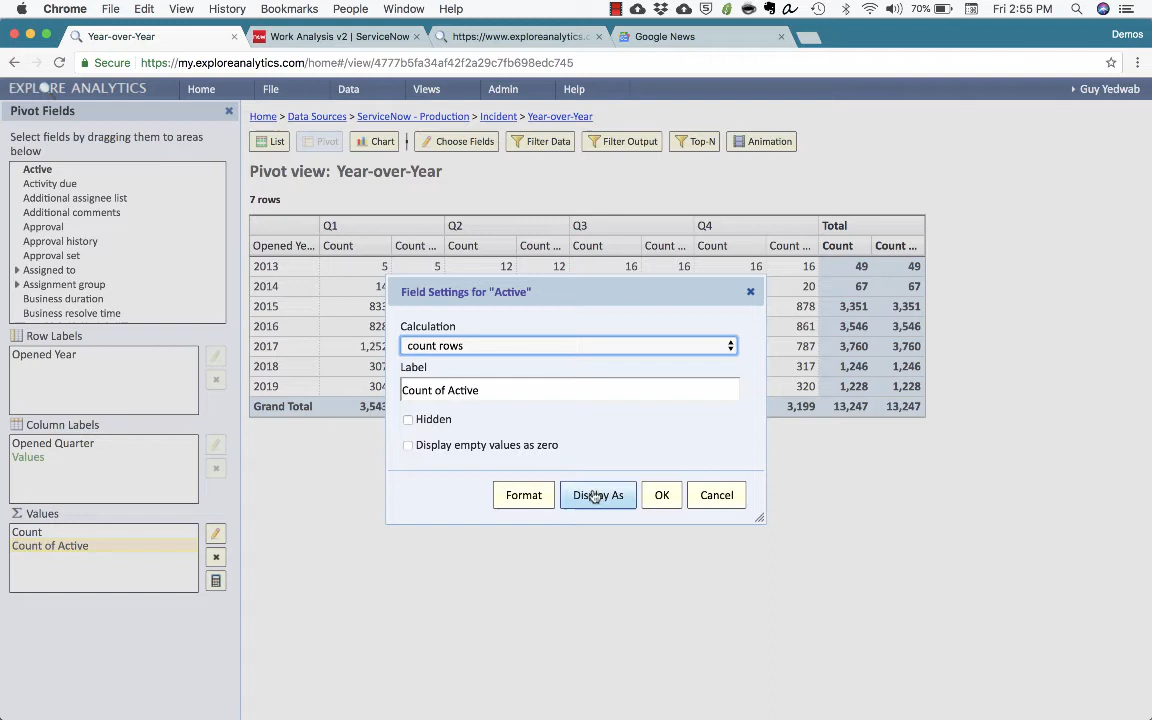 Chrome File Edit View History Bookmarks People Window Help 70% Fri 2:55 PM
Year-over-Year Work Analysis v2 | ServiceNow https://www.exploreanalytics.c Google News Demos
Secure https://my.exploreanalytics.com/home#/view/4777b5fa34af42f2a29c7fb698edc745
EXPLORE ANALYTICS Home File Data Views Admin Help Guy Yedwab
Pivot Fields
Select fields by dragging them to areas
below
Active
Activity due
Additional assignee list
Additional comments
Approval
Approval history
Approval set
Assigned to
Assignment group
Business duration
Business resolve time
Row Labels
Opened Year
Column Labels
Opened Quarter
Values
Σ Values
Count
Count of Active
Home > Data Sources > ServiceNow - Production > Incident > Year-over-Year
List Pivot Chart Choose Fields Filter Data Filter Output Top-N Animation
Pivot view: Year-over-Year
7 rows
Q1 Q2 Q3 Q4 Total
Opened Ye... Count Count ... Count Count ... Count Count ... Count Count ... Count Count ...
2013 5 5 12 12 16 16 16 16 49 49
2014 14 20 67 67
2015 833 878 3,351 3,351
2016 828 861 3,546 3,546
2017 1,252 787 3,760 3,760
2018 307 317 1,246 1,246
2019 304 320 1,228 1,228
Grand Total 3,543 3,199 13,247 13,247
Field Settings for "Active"
Calculation
count rows
Label
Count of Active
Hidden
Display empty values as zero
Format Display As OK Cancel